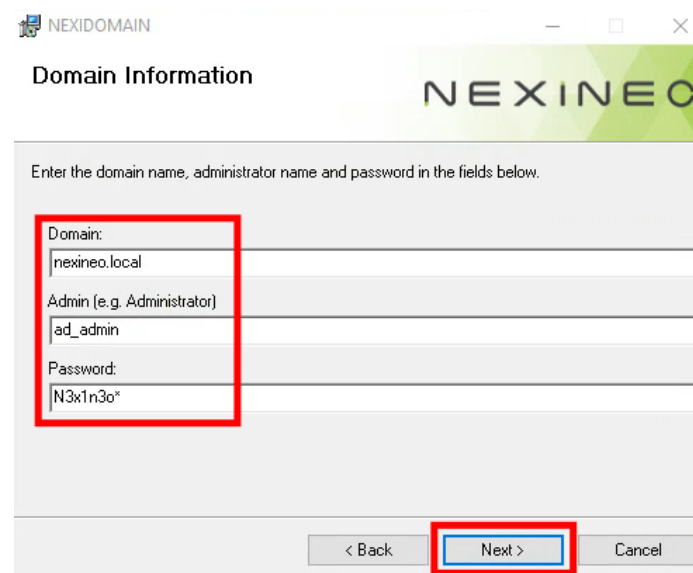 NEXIDOMAIN
Domain Information
NEXINEO
Enter the domain name, administrator name and password in the fields below.
Domain:
nexineo.local
Admin (e.g. Administrator)
ad_admin
Password:
N3x1n3o*
< Back
Next >
Cancel